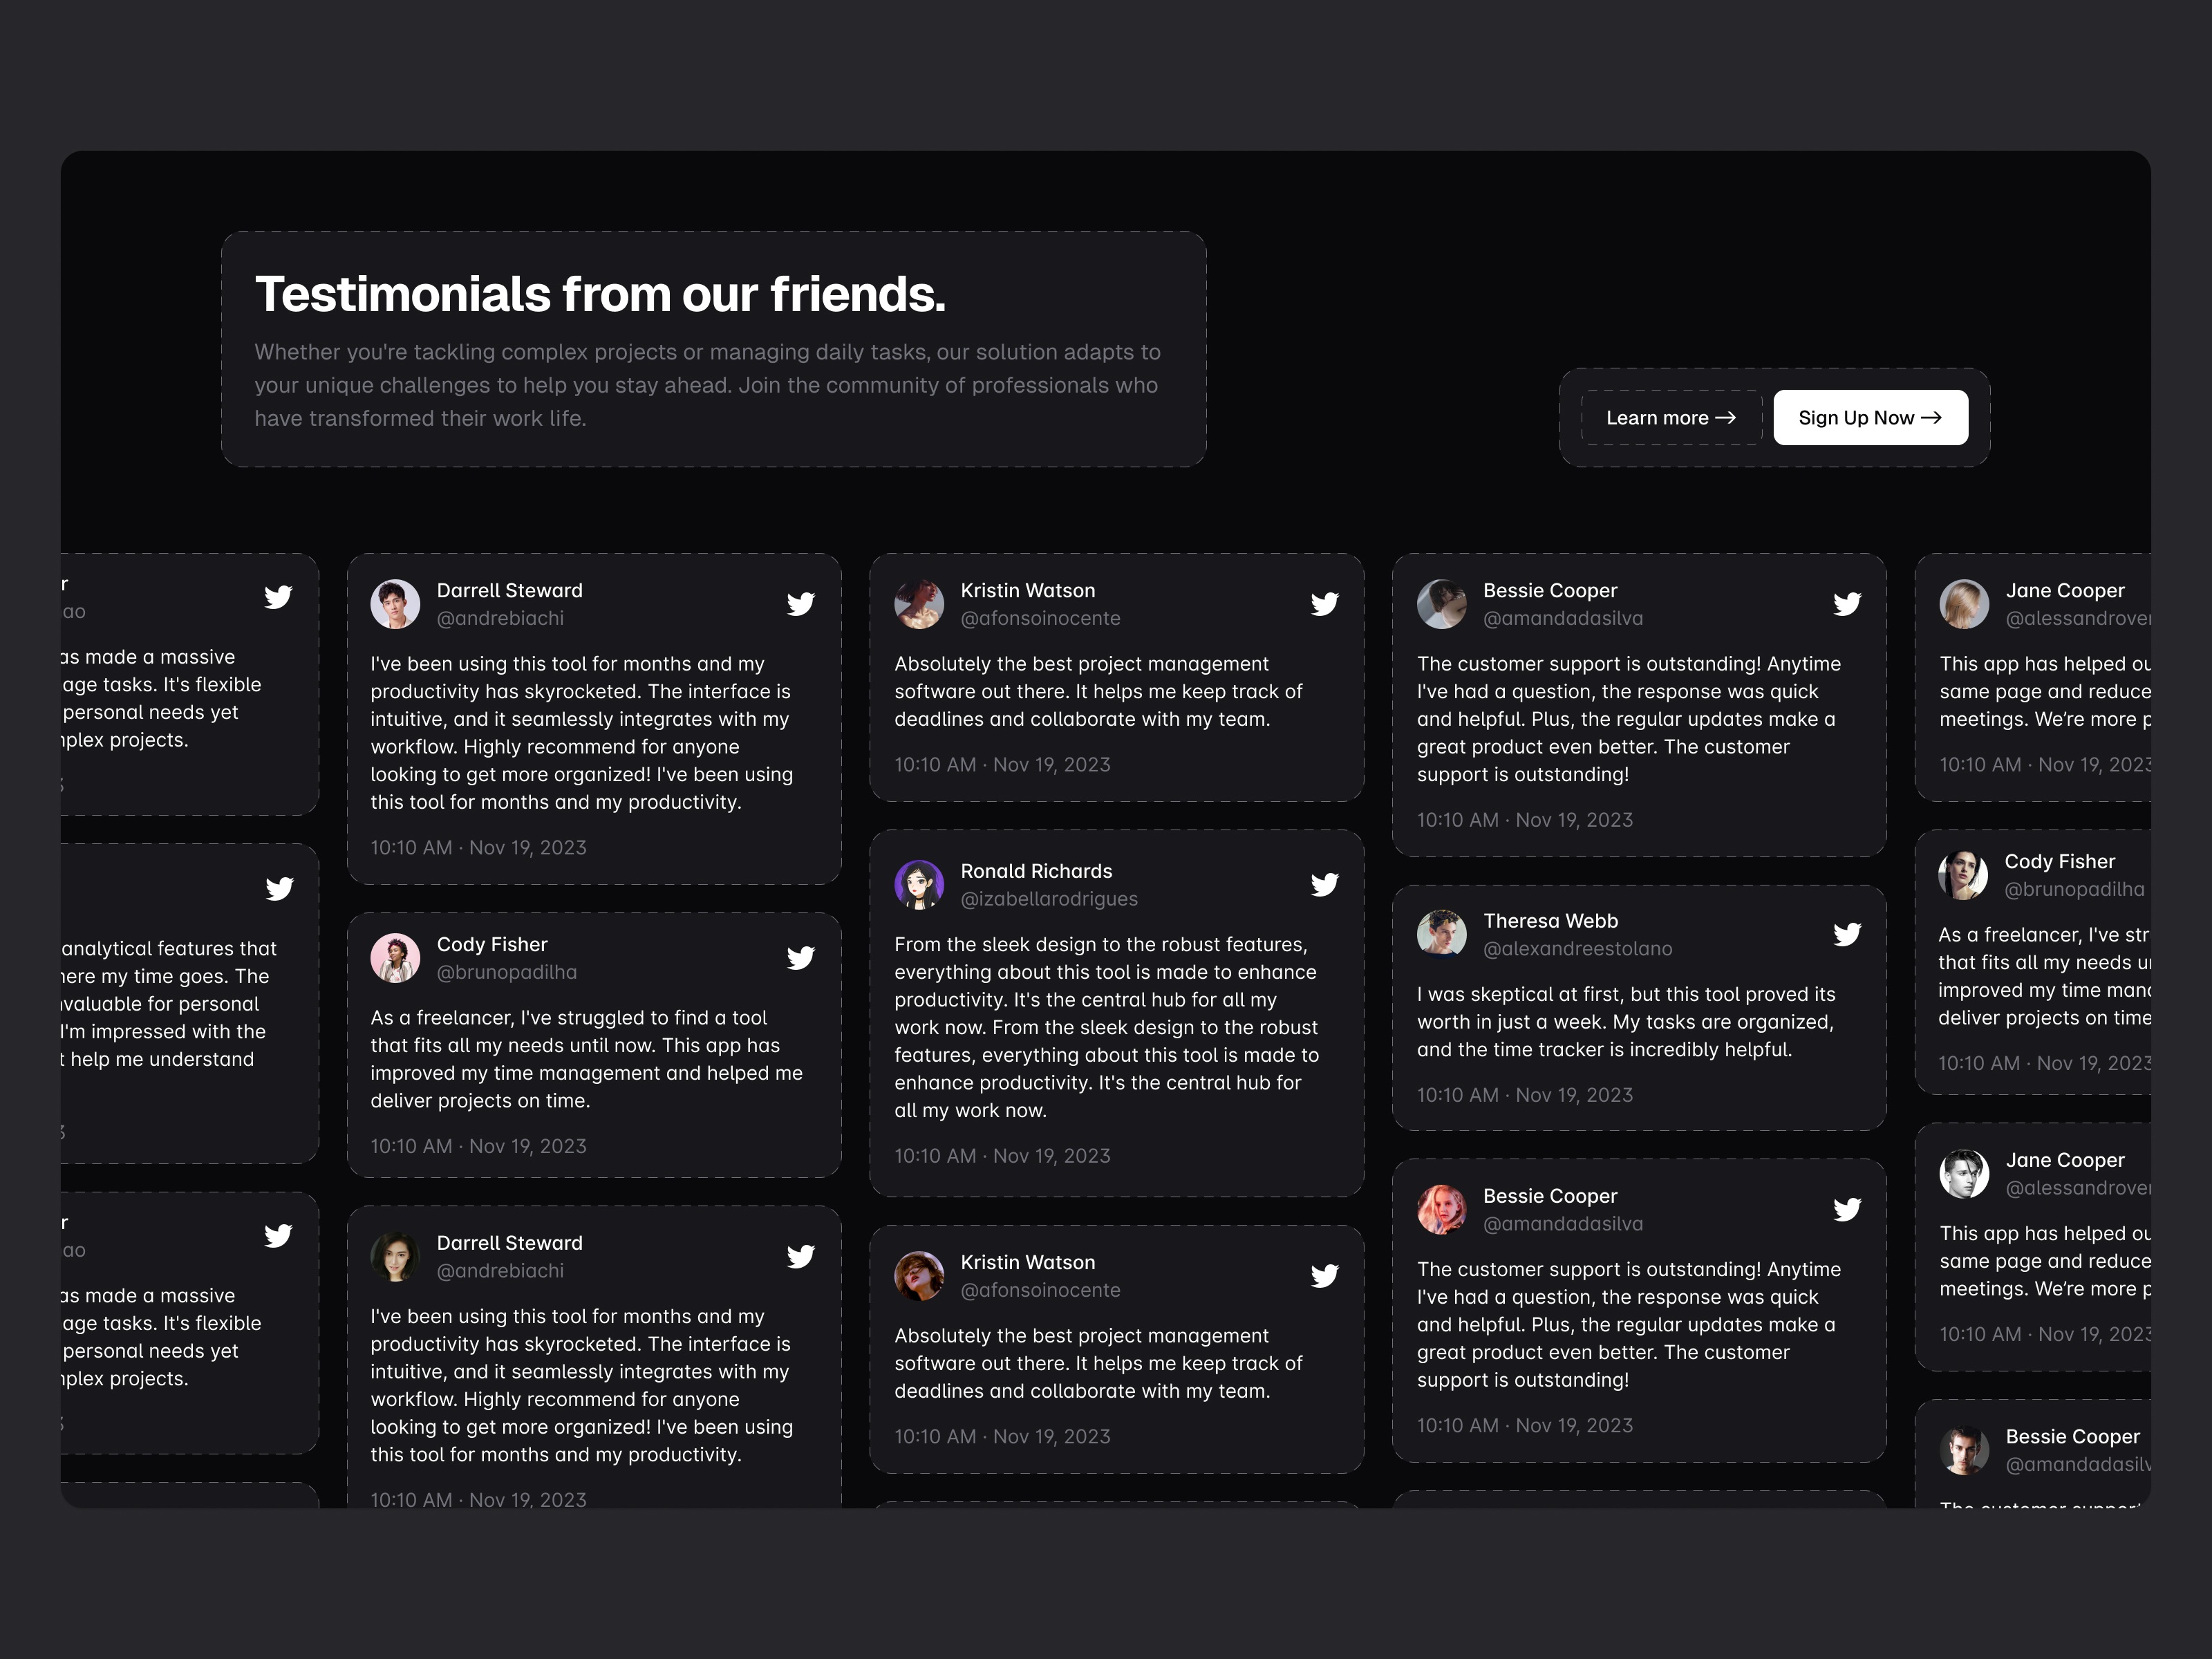 Testimonials from our friends.
Whether you're tackling complex projects or managing daily tasks, our solution adapts to
your unique challenges to help you stay ahead. Join the community of professionals who
have transformed their work life.
Learn more →
Sign Up Now →
as made a massive
age tasks. It's flexible
personal needs yet
projects.
analytical features that
my time goes. The
for personal
I'm impressed with the
help me understand
as made a massive
age tasks. It's flexible
personal needs yet
projects.
Darrell Steward
@andrebiachi
I've been using this tool for months and my
productivity has skyrocketed. The interface is
intuitive, and it seamlessly integrates with my
workflow. Highly recommend for anyone
looking to get more organized! I've been using
this tool for months and my productivity.
10:10 AM · Nov 19, 2023
Cody Fisher
@brunopadilha
As a freelancer, I've struggled to find a tool
that fits all my needs until now. This app has
improved my time management and helped me
deliver projects on time.
10:10 AM · Nov 19, 2023
Darrell Steward
@andrebiachi
I've been using this tool for months and my
productivity has skyrocketed. The interface is
intuitive, and it seamlessly integrates with my
workflow. Highly recommend for anyone
looking to get more organized! I've been using
this tool for months and my productivity.
10:10 AM · Nov 19, 2023
Kristin Watson
@afonsoinocente
Absolutely the best project management
software out there. It helps me keep track of
deadlines and collaborate with my team.
10:10 AM · Nov 19, 2023
Ronald Richards
@izabellarodrigues
From the sleek design to the robust features,
everything about this tool is made to enhance
productivity. It's the central hub for all my
work now. From the sleek design to the robust
features, everything about this tool is made to
enhance productivity. It's the central hub for
all my work now.
10:10 AM · Nov 19, 2023
Kristin Watson
@afonsoinocente
Absolutely the best project management
software out there. It helps me keep track of
deadlines and collaborate with my team.
10:10 AM · Nov 19, 2023
Bessie Cooper
@amandadasilva
The customer support is outstanding! Anytime
I've had a question, the response was quick
and helpful. Plus, the regular updates make a
great product even better. The customer
support is outstanding!
10:10 AM · Nov 19, 2023
Theresa Webb
@alexandreestolano
I was skeptical at first, but this tool proved its
worth in just a week. My tasks are organized,
and the time tracker is incredibly helpful.
10:10 AM · Nov 19, 2023
Bessie Cooper
@amandadasilva
The customer support is outstanding! Anytime
I've had a question, the response was quick
and helpful. Plus, the regular updates make a
great product even better. The customer
support is outstanding!
10:10 AM · Nov 19, 2023
Jane Cooper
@alessandrover
This app has helped ou
same page and reduce
meetings. We’re more p
10:10 AM · Nov 19, 2023
Cody Fisher
@brunopadilha
As a freelancer, I've str
that fits all my needs u
improved my time man
deliver projects on time
10:10 AM · Nov 19, 2023
Jane Cooper
@alessandrover
This app has helped ou
same page and reduce
meetings. We’re more p
10:10 AM · Nov 19, 2023
Bessie Cooper
@amandadasilv
The customer support